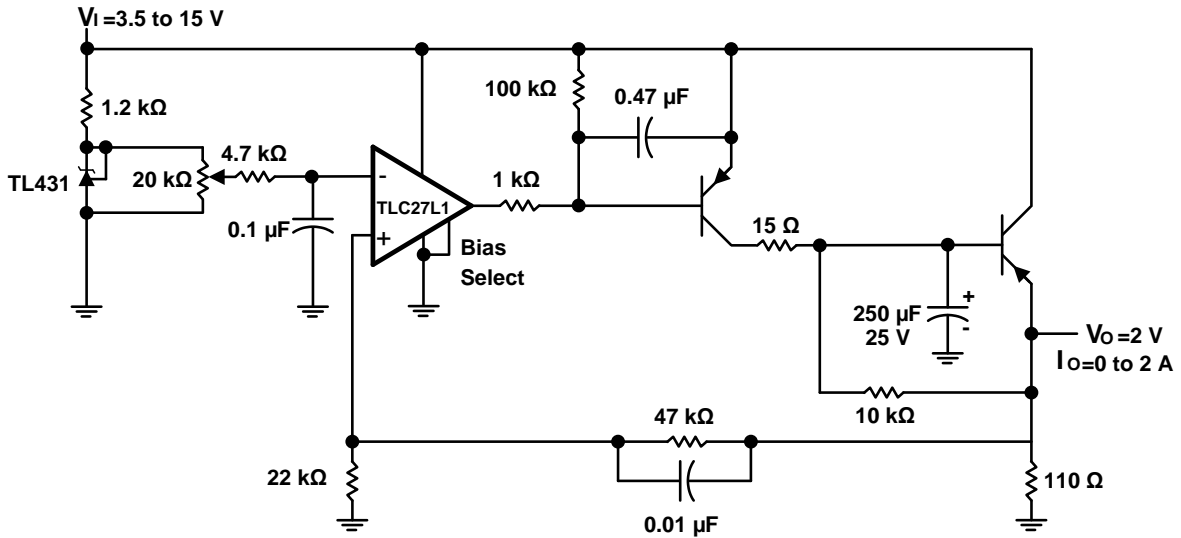 VI =3.5 to 15 V
1.2 kΩ
TL431
20 kΩ
4.7 kΩ
0.1 µF
-
TLC27L1
+
Bias
Select
1 kΩ
100 kΩ
0.47 µF
15 Ω
250 µF
25 V
+
-
VO =2 V
IO=0 to 2 A
10 kΩ
47 kΩ
0.01 µF
22 kΩ
110 Ω